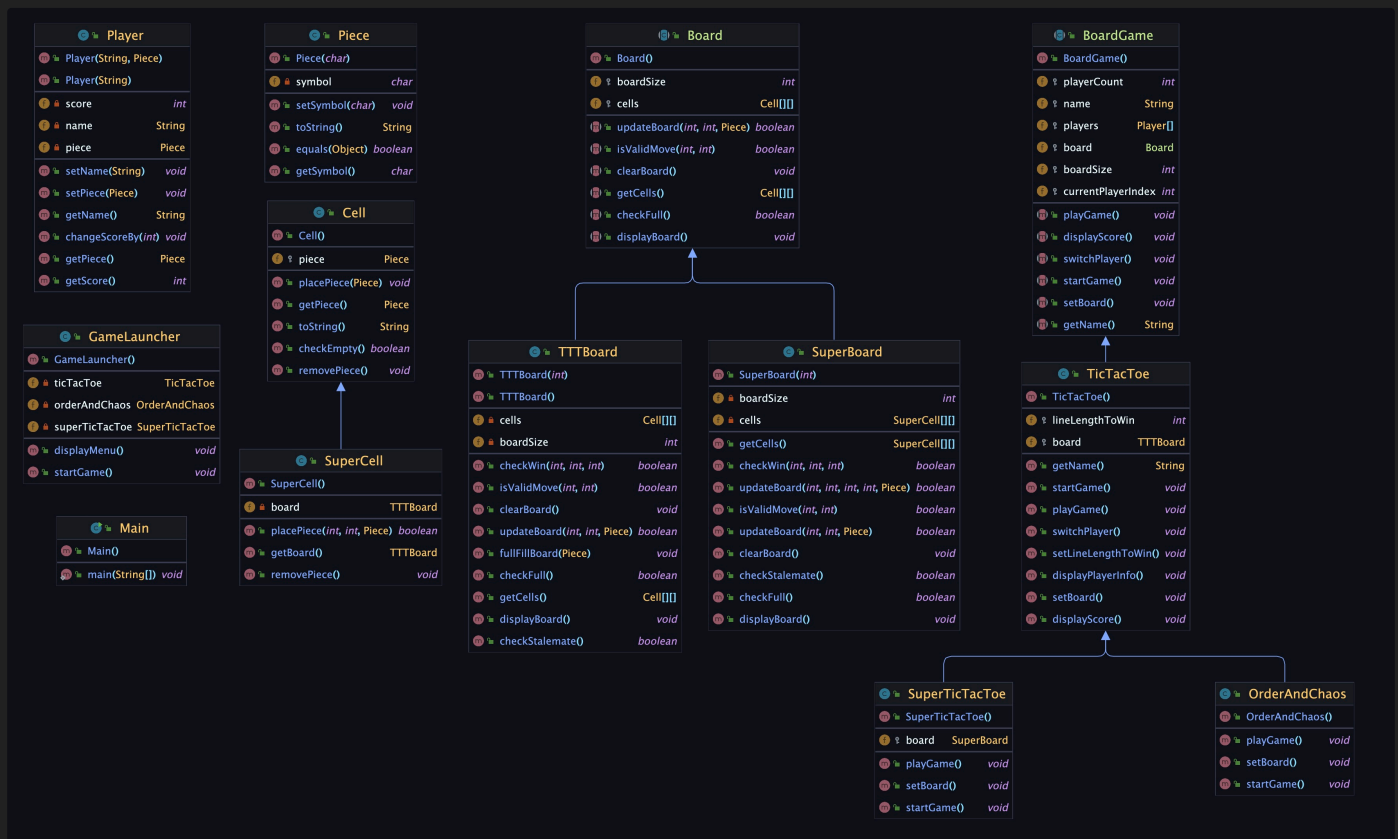 Player
Player(String, Piece)
Player(String)
score int
name String
piece Piece
setName(String) void
setPiece(Piece) void
getName() String
changeScoreBy(int) void
getPiece() Piece
getScore() int
Piece
Piece(char)
symbol char
setSymbol(char) void
toString() String
equals(Object) boolean
getSymbol() char
Board
Board()
boardSize int
cells Cell[][]
updateBoard(int, int, Piece) boolean
isValidMove(int, int) boolean
clearBoard() void
getCells() Cell[][]
checkFull() boolean
displayBoard() void
BoardGame
BoardGame()
playerCount int
name String
players Player[]
board Board
boardSize int
currentPlayerIndex int
playGame() void
displayScore() void
switchPlayer() void
startGame() void
setBoard() void
getName() String
Cell
Cell()
piece Piece
placePiece(Piece) void
getPiece() Piece
toString() String
checkEmpty() boolean
removePiece() void
GameLauncher
GameLauncher()
ticTacToe TicTacToe
orderAndChaos OrderAndChaos
superTicTacToe SuperTicTacToe
displayMenu() void
startGame() void
TTTBoard
TTTBoard(int)
TTTBoard()
cells Cell[][]
boardSize int
checkWin(int, int, int) boolean
isValidMove(int, int) boolean
clearBoard() void
updateBoard(int, int, Piece) boolean
fullFillBoard(Piece) void
checkFull() boolean
getCells() Cell[][]
displayBoard() void
checkStalemate() boolean
SuperBoard
SuperBoard(int)
boardSize int
cells SuperCell[][]
getCells() SuperCell[][]
checkWin(int, int, int) boolean
updateBoard(int, int, int, int, Piece) boolean
isValidMove(int, int) boolean
updateBoard(int, int, Piece) boolean
clearBoard() void
checkStalemate() boolean
checkFull() boolean
displayBoard() void
TicTacToe
TicTacToe()
lineLengthToWin int
board TTTBoard
getName() String
startGame() void
playGame() void
switchPlayer() void
setLineLengthToWin() void
displayPlayerInfo() void
setBoard() void
displayScore() void
SuperCell
SuperCell()
board TTTBoard
placePiece(int, int, Piece) boolean
getBoard() TTTBoard
removePiece() void
Main
Main()
main(String[]) void
SuperTicTacToe
SuperTicTacToe()
board SuperBoard
playGame() void
setBoard() void
startGame() void
OrderAndChaos
OrderAndChaos()
playGame() void
setBoard() void
startGame() void